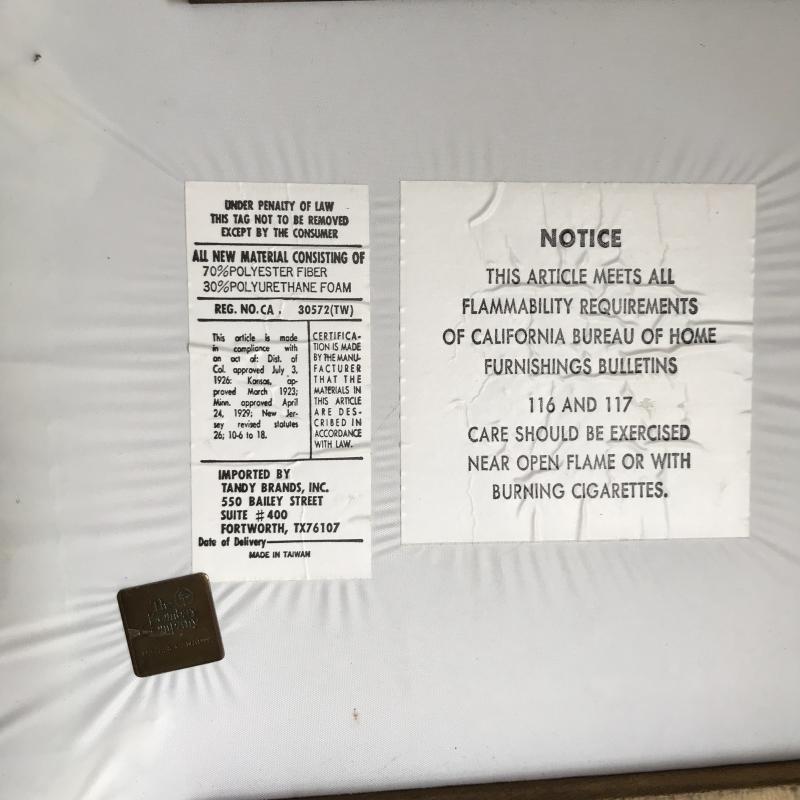 UNDER PENALTY OF LAW
THIS TAG NOT TO BE REMOVED
EXCEPT BY THE CONSUMER
ALL NEW MATERIAL CONSISTING OF
70%POLYESTER FIBER
30%POLYURETHANE FOAM
REG. NO. CA . 30572(TW)
This article is made
in compliance with
an act of: Dist. of
Col. approved July 3,
1926: Kansas, ap-
proved March 1923;
Minn. approved April
24, 1929; New Jer-
sey revised statutes
26; 10-6 to 18.
CERTIFICA-
TION IS MADE
BY THE MANU-
FACTURER
THAT THE
MATERIALS IN
THIS ARTICLE
ARE DES-
CRIBED IN
ACCORDANCE
WITH LAW.
IMPORTED BY
TANDY BRANDS, INC.
550 BAILEY STREET
SUITE # 400
FORTWORTH, TX76107
Date of Delivery
MADE IN TAIWAN
NOTICE
THIS ARTICLE MEETS ALL
FLAMMABILITY REQUIREMENTS
OF CALIFORNIA BUREAU OF HOME
FURNISHINGS BULLETINS
116 AND 117
CARE SHOULD BE EXERCISED
NEAR OPEN FLAME OR WITH
BURNING CIGARETTES.
The
Bombay
Company